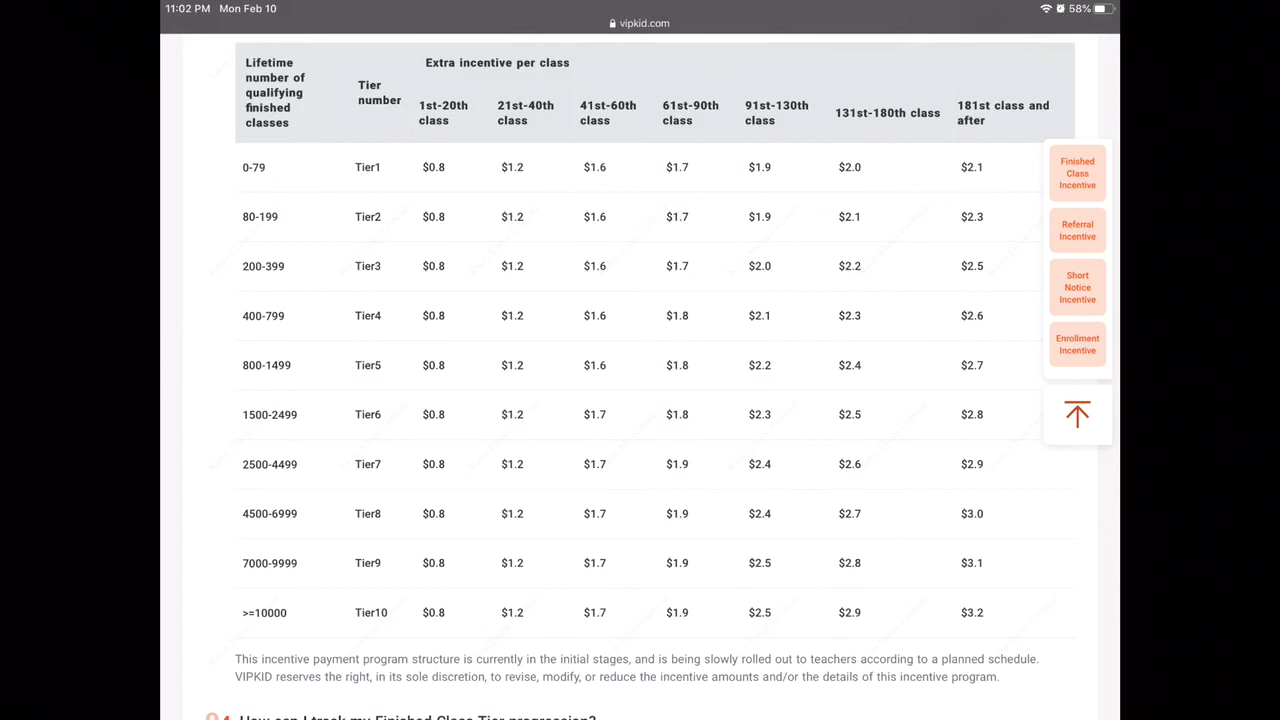 11:02 PM Mon Feb 10
58%
vipkid.com
Lifetime number of qualifying finished classes
Tier number
Extra incentive per class
1st-20th class
21st-40th class
41st-60th class
61st-90th class
91st-130th class
131st-180th class
181st class and after
0-79 Tier1 $0.8 $1.2 $1.6 $1.7 $1.9 $2.0 $2.1
80-199 Tier2 $0.8 $1.2 $1.6 $1.7 $1.9 $2.1 $2.3
200-399 Tier3 $0.8 $1.2 $1.6 $1.7 $2.0 $2.2 $2.5
400-799 Tier4 $0.8 $1.2 $1.6 $1.8 $2.1 $2.3 $2.6
800-1499 Tier5 $0.8 $1.2 $1.6 $1.8 $2.2 $2.4 $2.7
1500-2499 Tier6 $0.8 $1.2 $1.7 $1.8 $2.3 $2.5 $2.8
2500-4499 Tier7 $0.8 $1.2 $1.7 $1.9 $2.4 $2.6 $2.9
4500-6999 Tier8 $0.8 $1.2 $1.7 $1.9 $2.4 $2.7 $3.0
7000-9999 Tier9 $0.8 $1.2 $1.7 $1.9 $2.5 $2.8 $3.1
>=10000 Tier10 $0.8 $1.2 $1.7 $1.9 $2.5 $2.9 $3.2
Finished
Class
Incentive
Referral
Incentive
Short
Notice
Incentive
Enrollment
Incentive
This incentive payment program structure is currently in the initial stages, and is being slowly rolled out to teachers according to a planned schedule.
VIPKID reserves the right, in its sole discretion, to revise, modify, or reduce the incentive amounts and/or the details of this incentive program.
How can I track my Finished Class Tier progression?